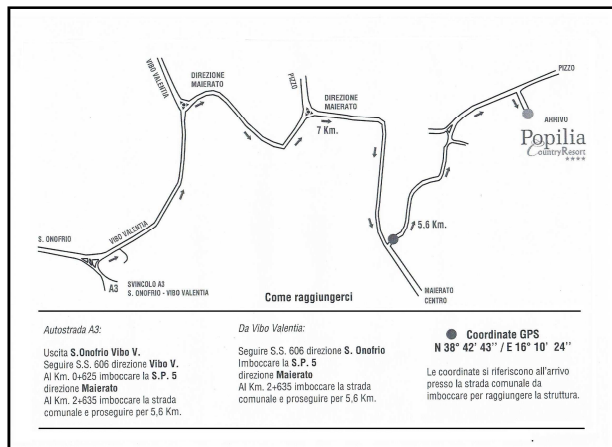 VIBO VALENTIA
DIREZIONE
MAIERATO
PIZZO
DIREZIONE
MAIERATO
7 Km.
PIZZO
ARRIVO
Popilia
Country Resort
****
S. ONOFRIO
VIBO VALENTIA
A3
SVINCOLO A3
S. ONOFRIO - VIBO VALENTIA
5,6 Km.
MAIERATO
CENTRO
Come raggiungerci
Autostrada A3:
Uscita S.Onofrio Vibo V.
Seguire S.S. 606 direzione Vibo V.
Al Km. 0+625 imboccare la S.P. 5
direzione Maierato
Al Km. 2+635 imboccare la strada
comunale e proseguire per 5,6 Km.
Da Vibo Valentia:
Seguire S.S. 606 direzione S. Onofrio
Imboccare la S.P. 5
direzione Maierato
Al Km. 2+635 imboccare la strada
comunale e proseguire per 5,6 Km.
Coordinate GPS
N 38° 42' 43'' / E 16° 10' 24''
Le coordinate si riferiscono all'arrivo
presso la strada comunale da
imboccare per raggiungere la struttura.